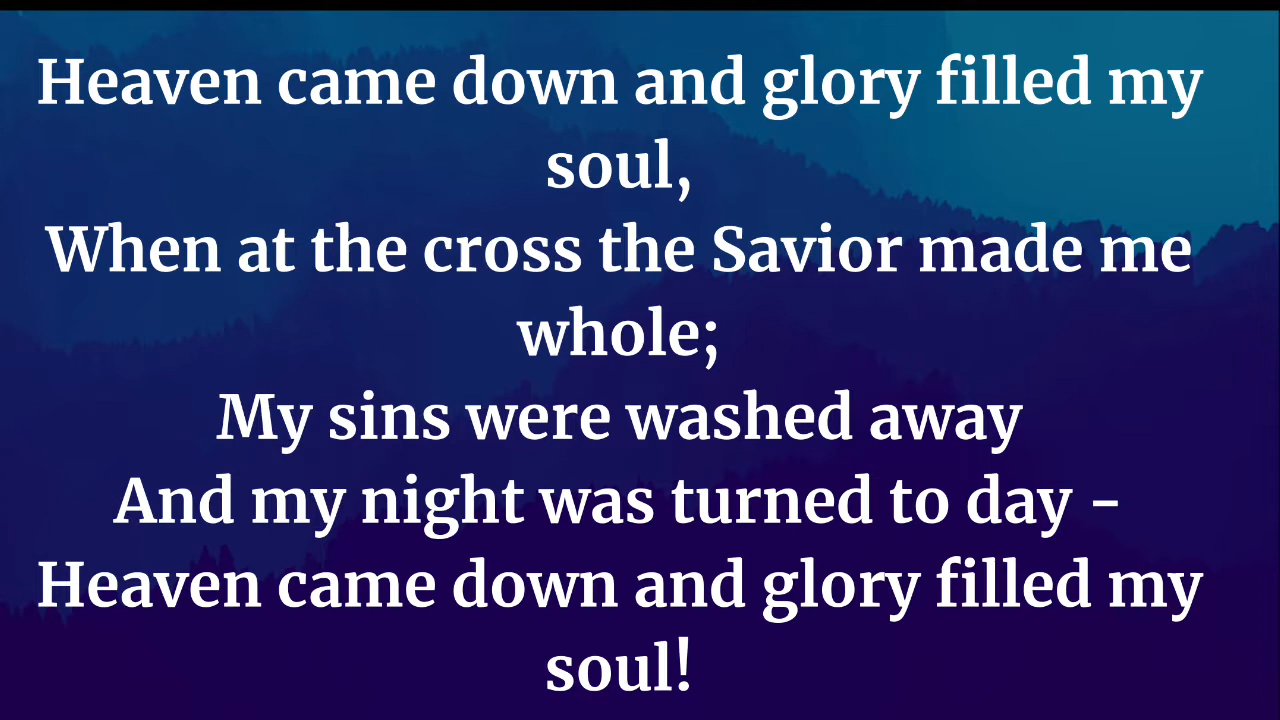 Heaven came down and glory filled my
soul,
When at the cross the Savior made me
whole;
My sins were washed away
And my night was turned to day -
Heaven came down and glory filled my
soul!